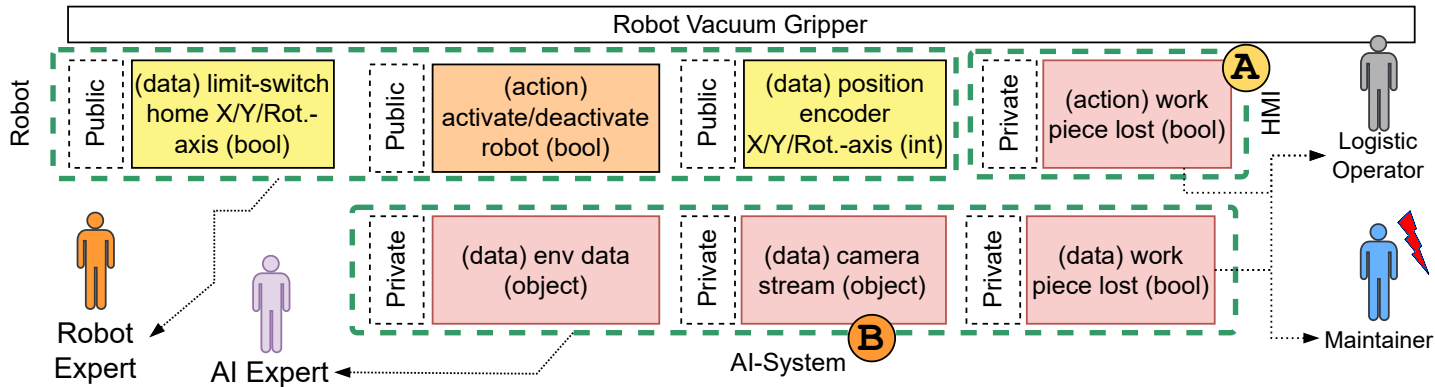 Robot Vacuum Gripper
Robot
Public
(data) limit-switch
home X/Y/Rot.-
axis (bool)
Public
(action)
activate/deactivate
robot (bool)
Public
(data) position
encoder
X/Y/Rot.-axis (int)
Private
(action) work
piece lost (bool)
A
HMI
Logistic
Operator
Private
(data) env data
(object)
Private
(data) camera
stream (object)
Private
(data) work
piece lost (bool)
B
AI-System
Robot
Expert
AI Expert
Maintainer